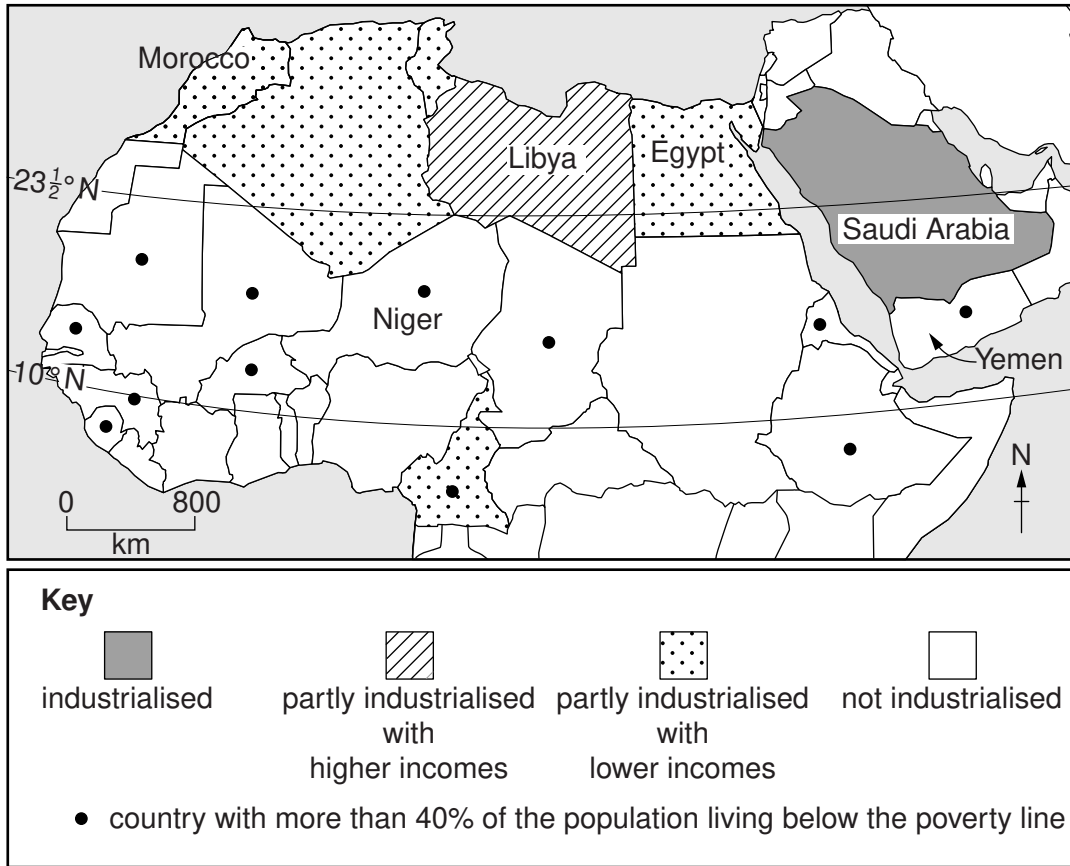 Morocco
Libya
Egypt
23½° N
Saudi Arabia
Niger
Yemen
10° N
N
0 800
km
Key
industrialised
partly industrialised
with
higher incomes
partly industrialised
with
lower incomes
not industrialised
country with more than 40% of the population living below the poverty line